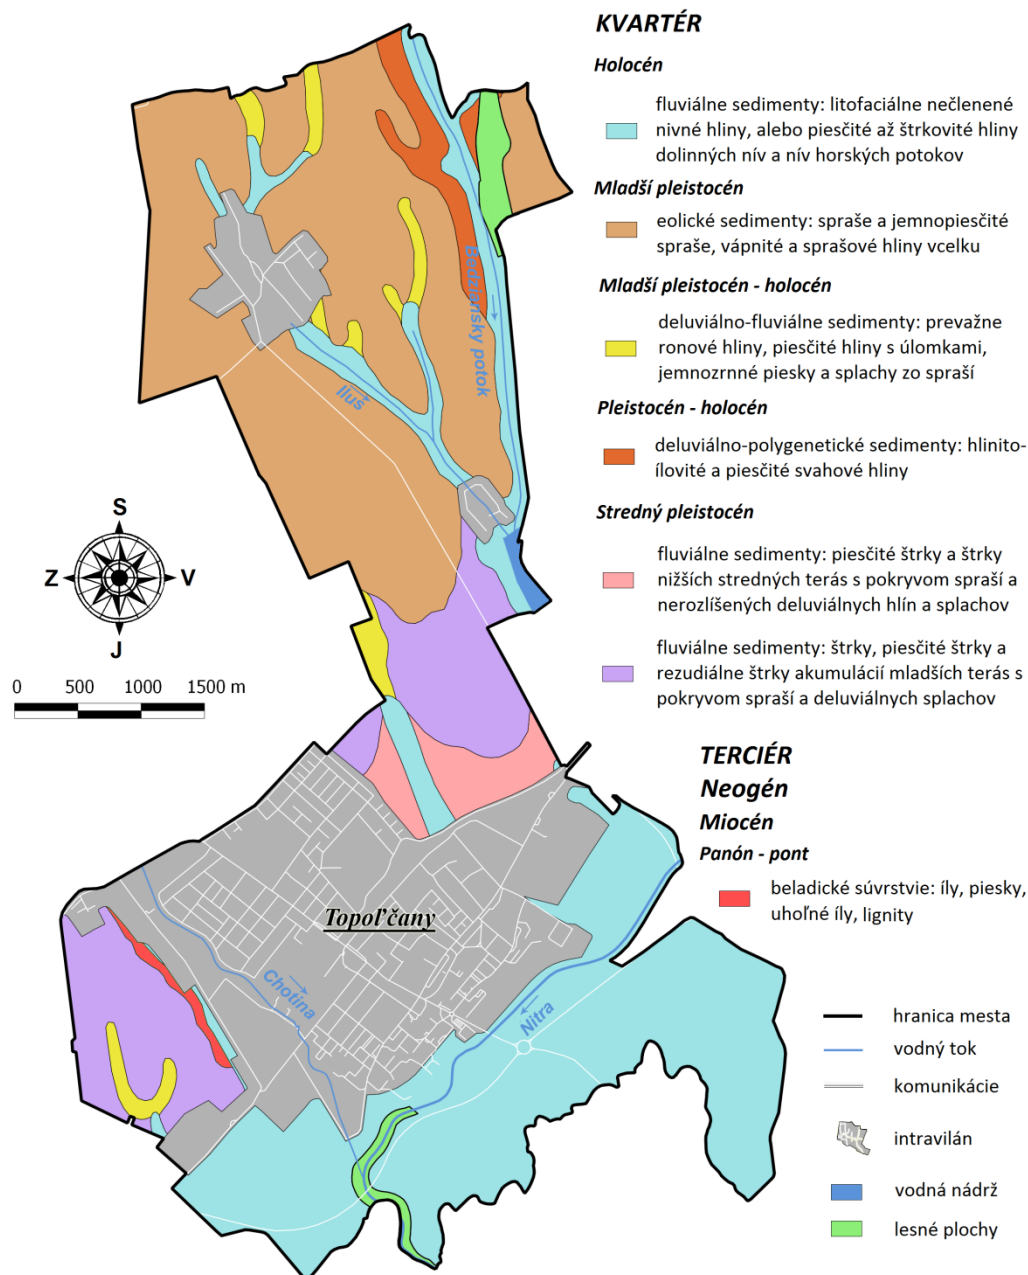 KVARTÉR
Holocén
fluviálne sedimenty: litofaciálne nečlenené
nivné hliny, alebo piesčité až štrkovité hliny
dolinných nív a nív horských potokov
Mladší pleistocén
eolické sedimenty: spraše a jemnopiesčité
spraše, vápnité a sprašové hliny vcelku
Mladší pleistocén - holocén
deluviálno-fluviálne sedimenty: prevažne
ronové hliny, piesčité hliny s úlomkami,
jemnozrnné piesky a splachy zo spraší
Pleistocén - holocén
deluviálno-polygenetické sedimenty: hlinito-
ílovité a piesčité svahové hliny
Stredný pleistocén
fluviálne sedimenty: piesčité štrky a štrky
nižších stredných terás s pokryvom spraší a
nerozlíšených deluviálnych hlín a splachov
fluviálne sedimenty: štrky, piesčité štrky a
rezudiálne štrky akumulácií mladších terás s
pokryvom spraší a deluviálnych splachov
TERCIÉR
Neogén
Miocén
Panón - pont
beladické súvrstvie: íly, piesky,
uhoľné íly, lignity
hranica mesta
vodný tok
komunikácie
intravilán
vodná nádrž
lesné plochy
Bedziansky potok
Ilus
S
Z
V
J
0 500 1000 1500 m
Topoľčany
Chotina
Nitra